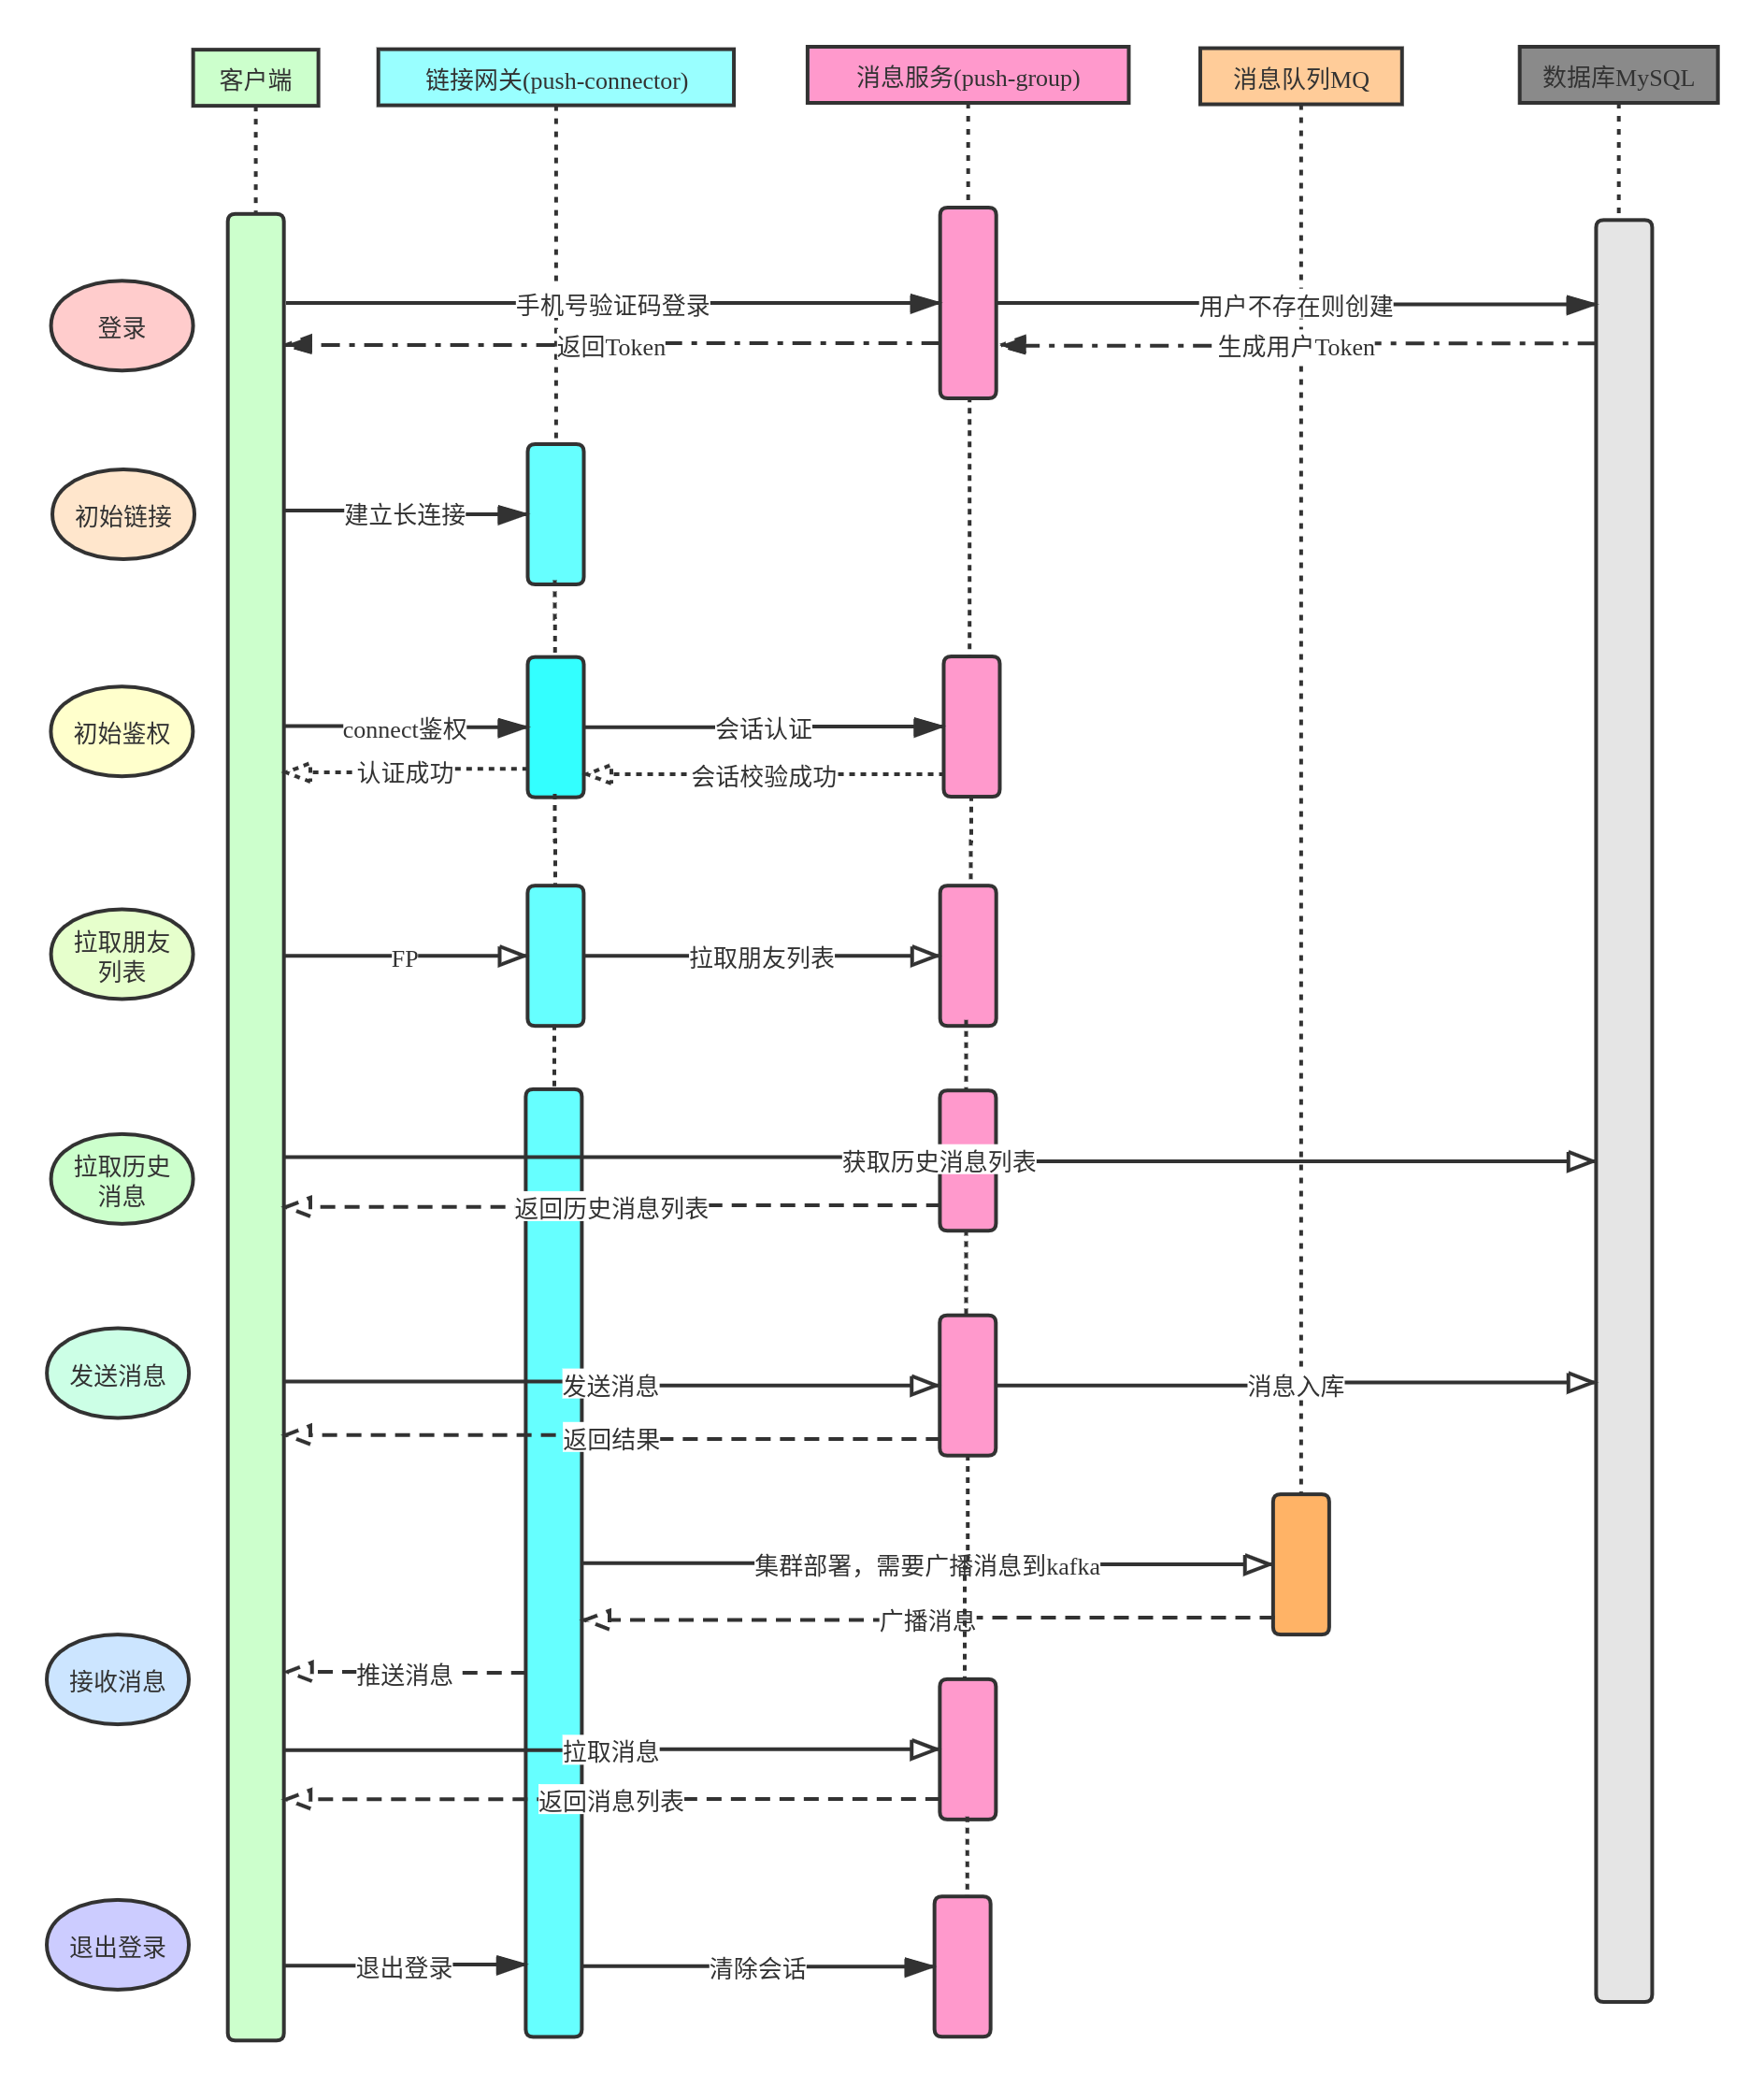 客户端
链接网关(push-connector)
消息服务(push-group)
消息队列MQ
数据库MySQL
登录
手机号验证码登录
用户不存在则创建
返回Token
生成用户Token
初始链接
建立长连接
初始鉴权
connect鉴权
会话认证
认证成功
会话校验成功
拉取朋友
列表
FP
拉取朋友列表
拉取历史
消息
获取历史消息列表
返回历史消息列表
发送消息
发送消息
消息入库
返回结果
集群部署，需要广播消息到kafka
广播消息
接收消息
推送消息
拉取消息
返回消息列表
退出登录
退出登录
清除会话